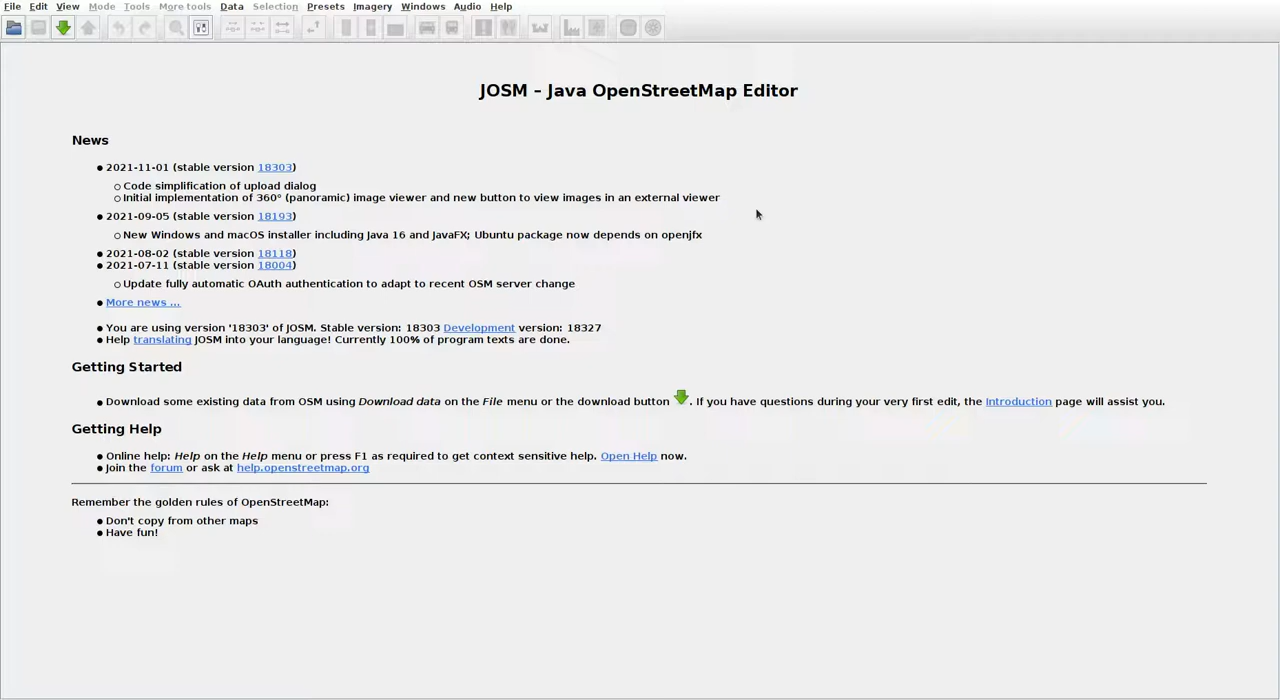 File Edit View Mode Tools More tools Data Selection Presets Imagery Windows Audio Help
JOSM – Java OpenStreetMap Editor
News
2021-11-01 (stable version 18303)
Code simplification of upload dialog
Initial implementation of 360° (panoramic) image viewer and new button to view images in an external viewer
2021-09-05 (stable version 18193)
New Windows and macOS installer including Java 16 and JavaFX; Ubuntu package now depends on openjfx
2021-08-02 (stable version 18118)
2021-07-11 (stable version 18004)
Update fully automatic OAuth authentication to adapt to recent OSM server change
More news ...
You are using version '18303' of JOSM. Stable version: 18303 Development version: 18327
Help translating JOSM into your language! Currently 100% of program texts are done.
Getting Started
Download some existing data from OSM using Download data on the File menu or the download button . If you have questions during your very first edit, the Introduction page will assist you.
Getting Help
Online help: Help on the Help menu or press F1 as required to get context sensitive help. Open Help now.
Join the forum or ask at help.openstreetmap.org
Remember the golden rules of OpenStreetMap:
Don't copy from other maps
Have fun!